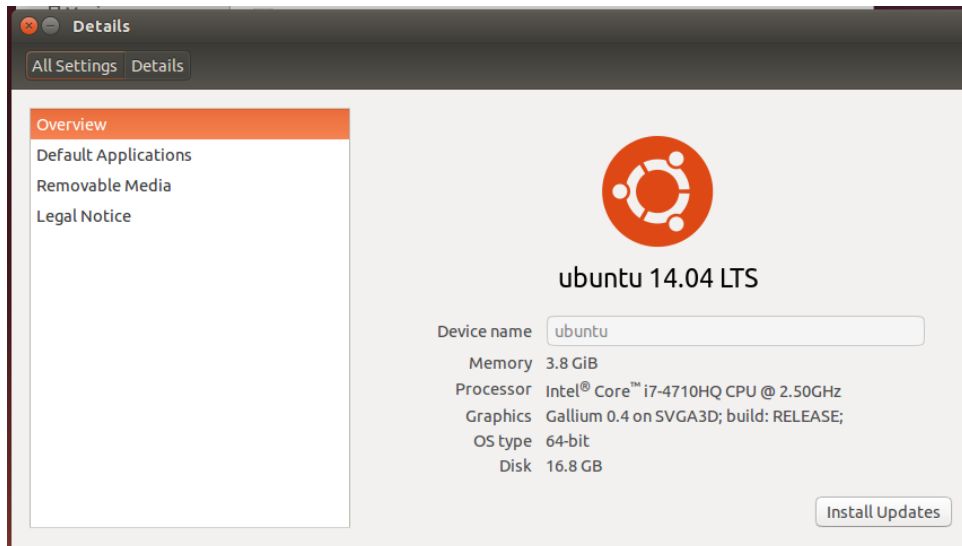 Details
All Settings Details
Overview
Default Applications
Removable Media
Legal Notice
ubuntu 14.04 LTS
Device name ubuntu
Memory 3.8 GiB
Processor Intel® Core™ i7-4710HQ CPU @ 2.50GHz
Graphics Gallium 0.4 on SVGA3D; build: RELEASE;
OS type 64-bit
Disk 16.8 GB
Install Updates